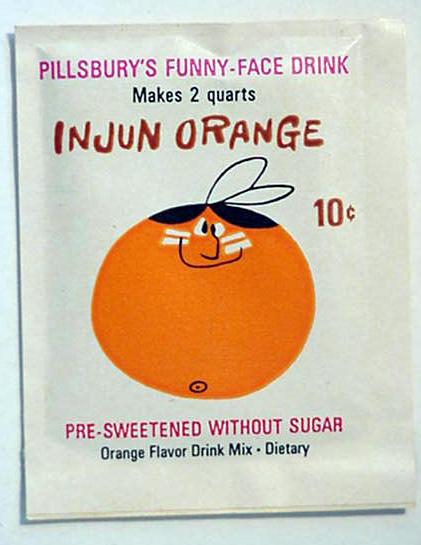 PILLSBURY'S FUNNY-FACE DRINK
Makes 2 quarts
INJUN ORANGE
10¢
PRE-SWEETENED WITHOUT SUGAR
Orange Flavor Drink Mix • Dietary